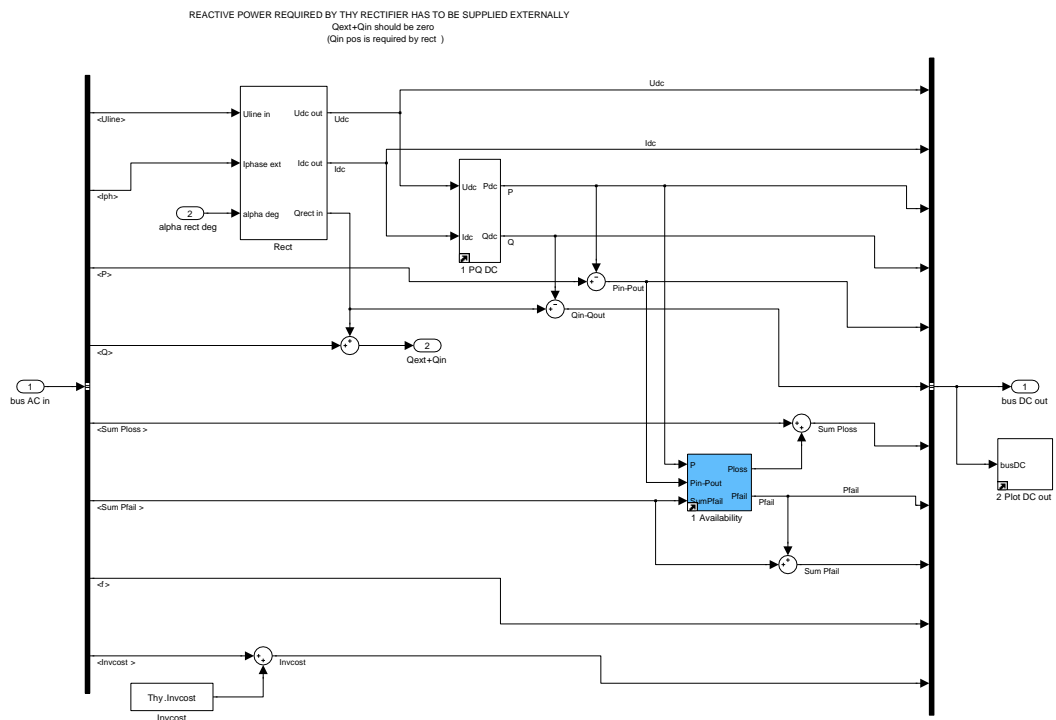 REACTIVE POWER REQUIRED BY THY RECTIFIER HAS TO BE SUPPLIED EXTERNALLY
Qext+Qin should be zero
(Qin pos is required by rect )
Udc
<Uline>
Uline in
Udc out
Udc
Idc
<Iph>
Iphase ext
Idc out
Idc
Udc
Pdc
P
2
alpha rect deg
alpha deg
Qrect in
Rect
Idc
Qdc
Q
1 PQ DC
<P>
Pin-Pout
Qin-Qout
<Q>
2
Qext+Qin
1
bus AC in
1
bus DC out
<Sum Ploss >
Sum Ploss
P
Ploss
Pin-Pout
busDC
2 Plot DC out
<Sum Pfail >
SumPfail
Pfail
Pfail
Pfail
1 Availability
Sum Pfail
<f>
<Invcost >
Invcost
Thy.Invcost
Invcost